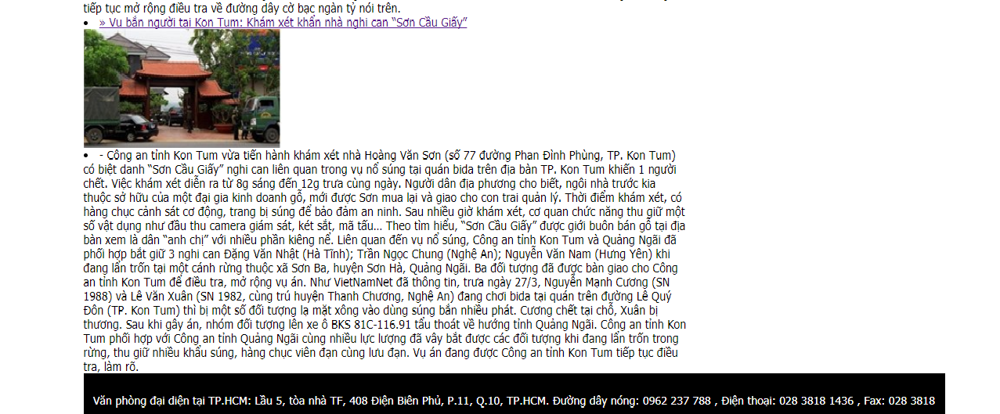 tiếp tục mở rộng điều tra về đường dây cờ bạc ngàn tỷ nói trên.
• » Vụ bắn người tại Kon Tum: Khám xét khẩn nhà nghi can “Sơn Cầu Giấy”
• - Công an tỉnh Kon Tum vừa tiến hành khám xét nhà Hoàng Văn Sơn (số 77 đường Phan Đình Phùng, TP. Kon Tum)
có biệt danh “Sơn Cầu Giấy” nghi can liên quan trong vụ nổ súng tại quán bida trên địa bàn TP. Kon Tum khiến 1 người
chết. Việc khám xét diễn ra từ 8g sáng đến 12g trưa cùng ngày. Người dân địa phương cho biết, ngôi nhà trước kia
thuộc sở hữu của một đại gia kinh doanh gỗ, mới được Sơn mua lại và giao cho con trai quản lý. Thời điểm khám xét, có
hàng chục cảnh sát cơ động, trang bị súng để bảo đảm an ninh. Sau nhiều giờ khám xét, cơ quan chức năng thu giữ một
số vật dụng như đầu thu camera giám sát, két sắt, mã tấu... Theo tìm hiểu, “Sơn Cầu Giấy” được giới buôn bán gỗ tại địa
bàn xem là dân “anh chị” với nhiều phần kiêng nể. Liên quan đến vụ nổ súng, Công an tỉnh Kon Tum và Quảng Ngãi đã
phối hợp bắt giữ 3 nghi can Đặng Văn Nhật (Hà Tĩnh); Trần Ngọc Chung (Nghệ An); Nguyễn Văn Nam (Hưng Yên) khi
đang lẩn trốn tại một cánh rừng thuộc xã Sơn Ba, huyện Sơn Hà, Quảng Ngãi. Ba đối tượng đã được bàn giao cho Công
an tỉnh Kon Tum để điều tra, mở rộng vụ án. Như VietNamNet đã thông tin, trưa ngày 27/3, Nguyễn Mạnh Cương (SN
1988) và Lê Văn Xuân (SN 1982, cùng trú huyện Thanh Chương, Nghệ An) đang chơi bida tại quán trên đường Lê Quý
Đôn (TP. Kon Tum) thì bị một số đối tượng lạ mặt xông vào dùng súng bắn nhiều phát. Cương chết tại chỗ, Xuân bị
thương. Sau khi gây án, nhóm đối tượng lên xe ô BKS 81C-116.91 tẩu thoát về hướng tỉnh Quảng Ngãi. Công an tỉnh Kon
Tum phối hợp với Công an tỉnh Quảng Ngãi cùng nhiều lực lượng đã vây bắt được các đối tượng khi đang lẩn trốn trong
rừng, thu giữ nhiều khẩu súng, hàng chục viên đạn cùng lựu đạn. Vụ án đang được Công an tỉnh Kon Tum tiếp tục điều
tra, làm rõ.
Văn phòng đại diện tại TP.HCM: Lầu 5, tòa nhà TF, 408 Điện Biên Phủ, P.11, Q.10, TP.HCM. Đường dây nóng: 0962 237 788 , Điện thoại: 028 3818 1436 , Fax: 028 3818